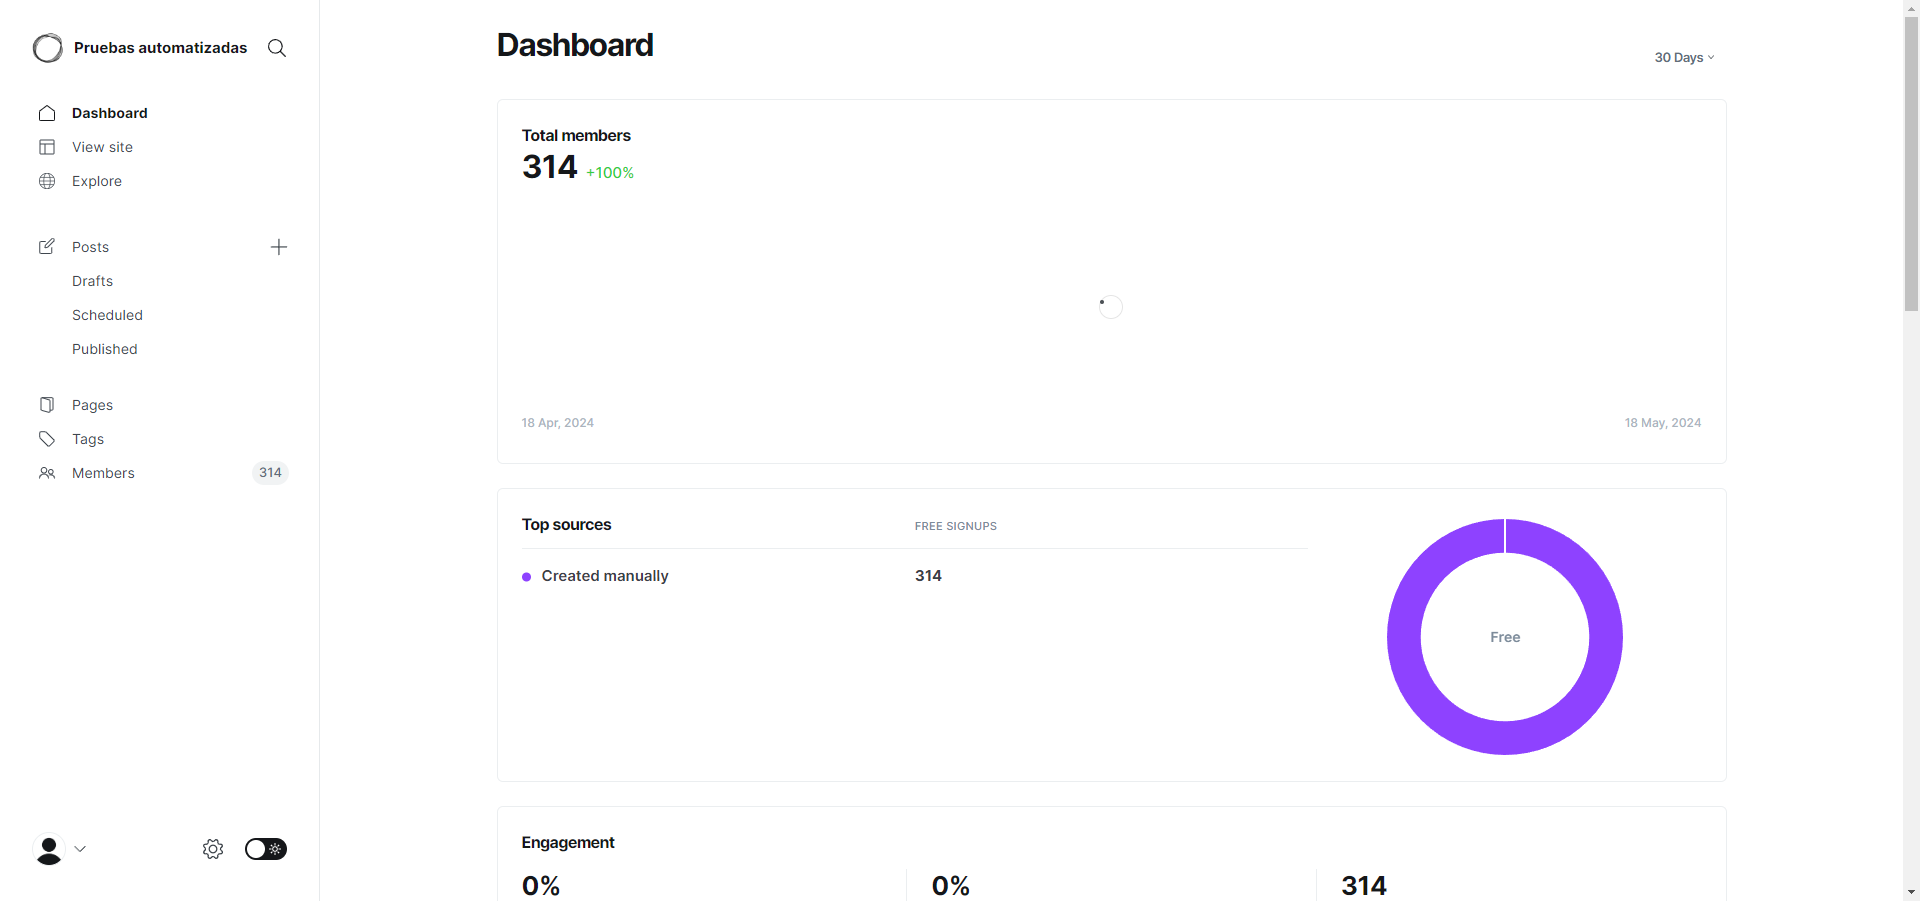 Pruebas automatizadas
Dashboard
View site
Explore
Posts
Drafts
Scheduled
Published
Pages
Tags
Members 314
Dashboard
30 Days
Total members
314 +100%
18 Apr, 2024 18 May, 2024
Top sources FREE SIGNUPS
Created manually 314
Free
Engagement
0% 0% 314